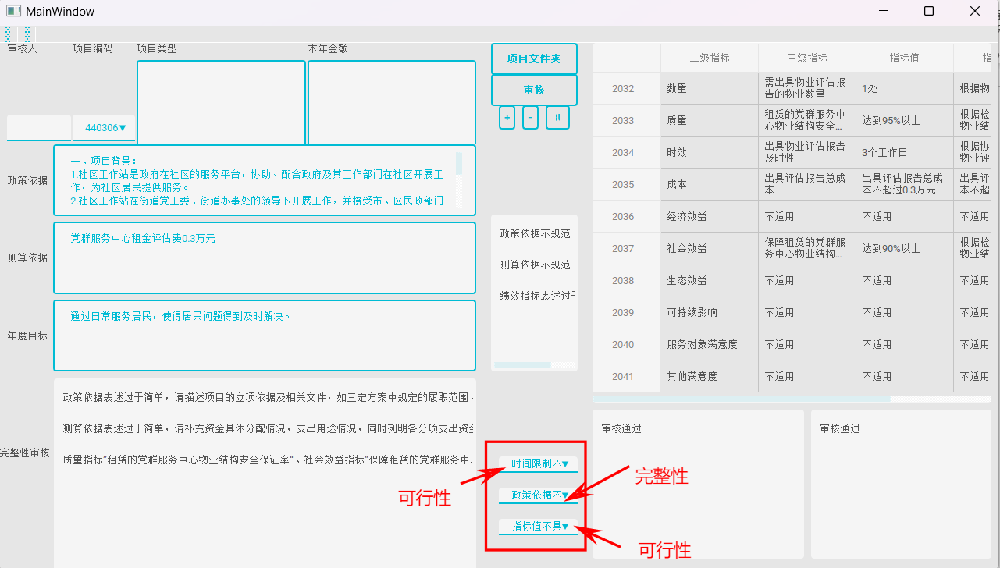 MainWindow
审核人 项目编码 项目类型 本年金额
440306:
项目文件夹
审核
+ - II
政策依据
一、项目背景：
1.社区工作站是政府在社区的服务平台，协助、配合政府及其工作部门在社区开展工
作，为社区居民提供服务。
2.社区工作站在街道党工委、街道办事处的领导下开展工作，并接受市、区民政部门
测算依据
党群服务中心租金评估费0.3万元
年度目标
通过日常服务居民，使得居民问题得到及时解决。
完整性审核
政策依据表述过于简单，请描述项目的立项依据及相关文件，如三定方案中规定的履职范围、
测算依据表述过于简单，请补充资金具体分配情况，支出用途情况，同时列明各分项支出资金
质量指标“租赁的党群服务中心物业结构安全保证率“、社会效益指标”保障租赁的党群服务中
政策依据不规范
测算依据不规范
绩效指标表述过于
时间限制不
政策依据不
指标值不具
可行性
完整性
可行性
二级指标 三级指标 指标值 指
2032 数量 需出具物业评估报告的物业数量 1处 根据物
2033 质量 租赁的党群服务中心物业结构安全... 达到95%以上 根据检物业结
2034 时效 出具物业评估报告及时性 3个工作日 根据协物业评
2035 成本 出具评估报告总成本 出具评估报告总成本不超过0.3万元 出具评本不超
2036 经济效益 不适用 不适用 不适用
2037 社会效益 保障租赁的党群服务中心物业结构... 达到90%以上 根据检物业结
2038 生态效益 不适用 不适用 不适用
2039 可持续影响 不适用 不适用 不适用
2040 服务对象满意度 不适用 不适用 不适用
2041 其他满意度 不适用 不适用 不适用
审核通过
审核通过